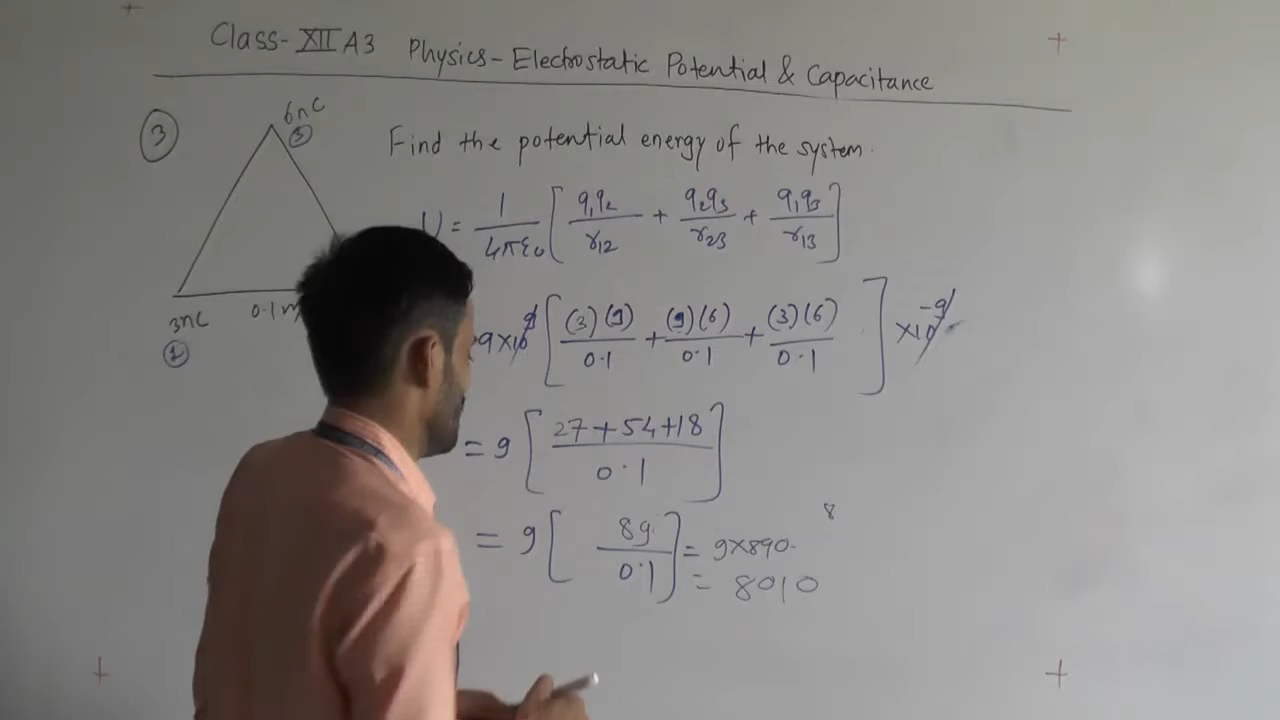 Class-XII A3 Physics-Electrostatic Potential & Capacitance
3
6nC
3
3nC
1
0.1 m
Find the potential energy of the system.
U = 1/4πε₀ [ q₁q₂/r₁₂ + q₂q₃/r₂₃ + q₁q₃/r₁₃ ]
9×10⁹ [ (3)(9)/0.1 + (9)(6)/0.1 + (3)(6)/0.1 ] ×10⁻⁹
= 9 [ 27+54+18/0.1 ]
= 9 [ 89/0.1 ] = 9×890
= 8010
8